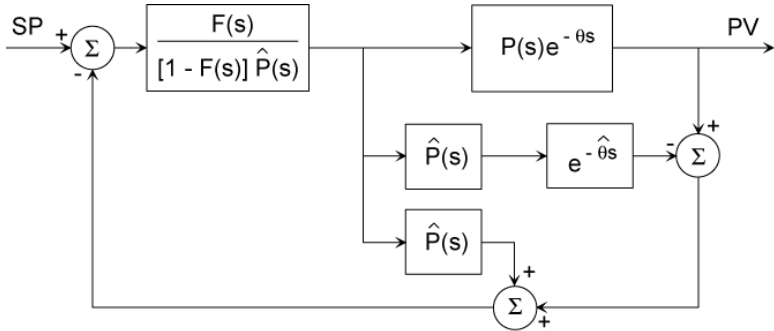 SP
+
Σ
-
F(s)
[1 - F(s)] P̂(s)
P(s)e^{- θs}
PV
+
P̂(s)
e^{- θ̂s}
-
Σ
P̂(s)
+
Σ
+